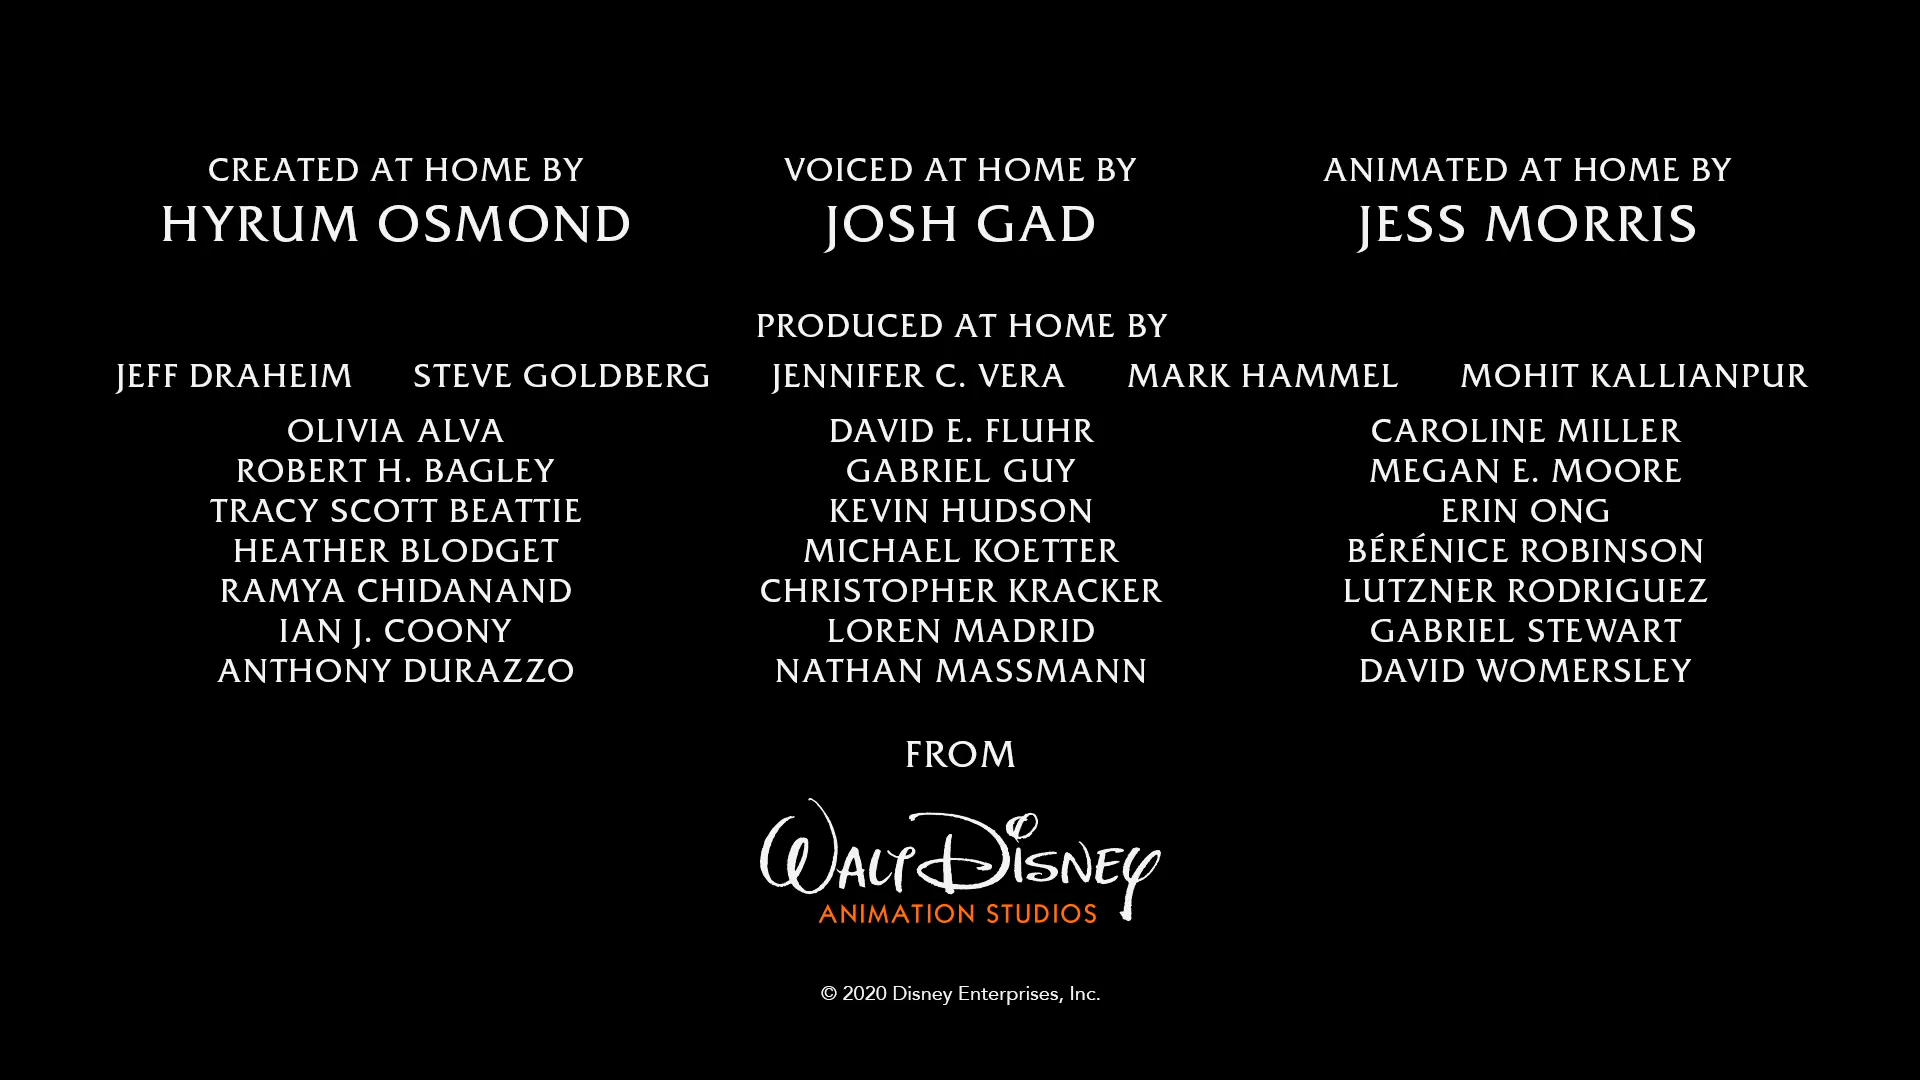 CREATED AT HOME BY
HYRUM OSMOND
VOICED AT HOME BY
JOSH GAD
ANIMATED AT HOME BY
JESS MORRIS
PRODUCED AT HOME BY
JEFF DRAHEIM STEVE GOLDBERG JENNIFER C. VERA MARK HAMMEL MOHIT KALLIANPUR
OLIVIA ALVA
ROBERT H. BAGLEY
TRACY SCOTT BEATTIE
HEATHER BLODGET
RAMYA CHIDANAND
IAN J. COONY
ANTHONY DURAZZO
DAVID E. FLUHR
GABRIEL GUY
KEVIN HUDSON
MICHAEL KOETTER
CHRISTOPHER KRACKER
LOREN MADRID
NATHAN MASSMANN
CAROLINE MILLER
MEGAN E. MOORE
ERIN ONG
BÉRÉNICE ROBINSON
LUTZNER RODRIGUEZ
GABRIEL STEWART
DAVID WOMERSLEY
FROM
WALT DISNEY
ANIMATION STUDIOS
© 2020 Disney Enterprises, Inc.